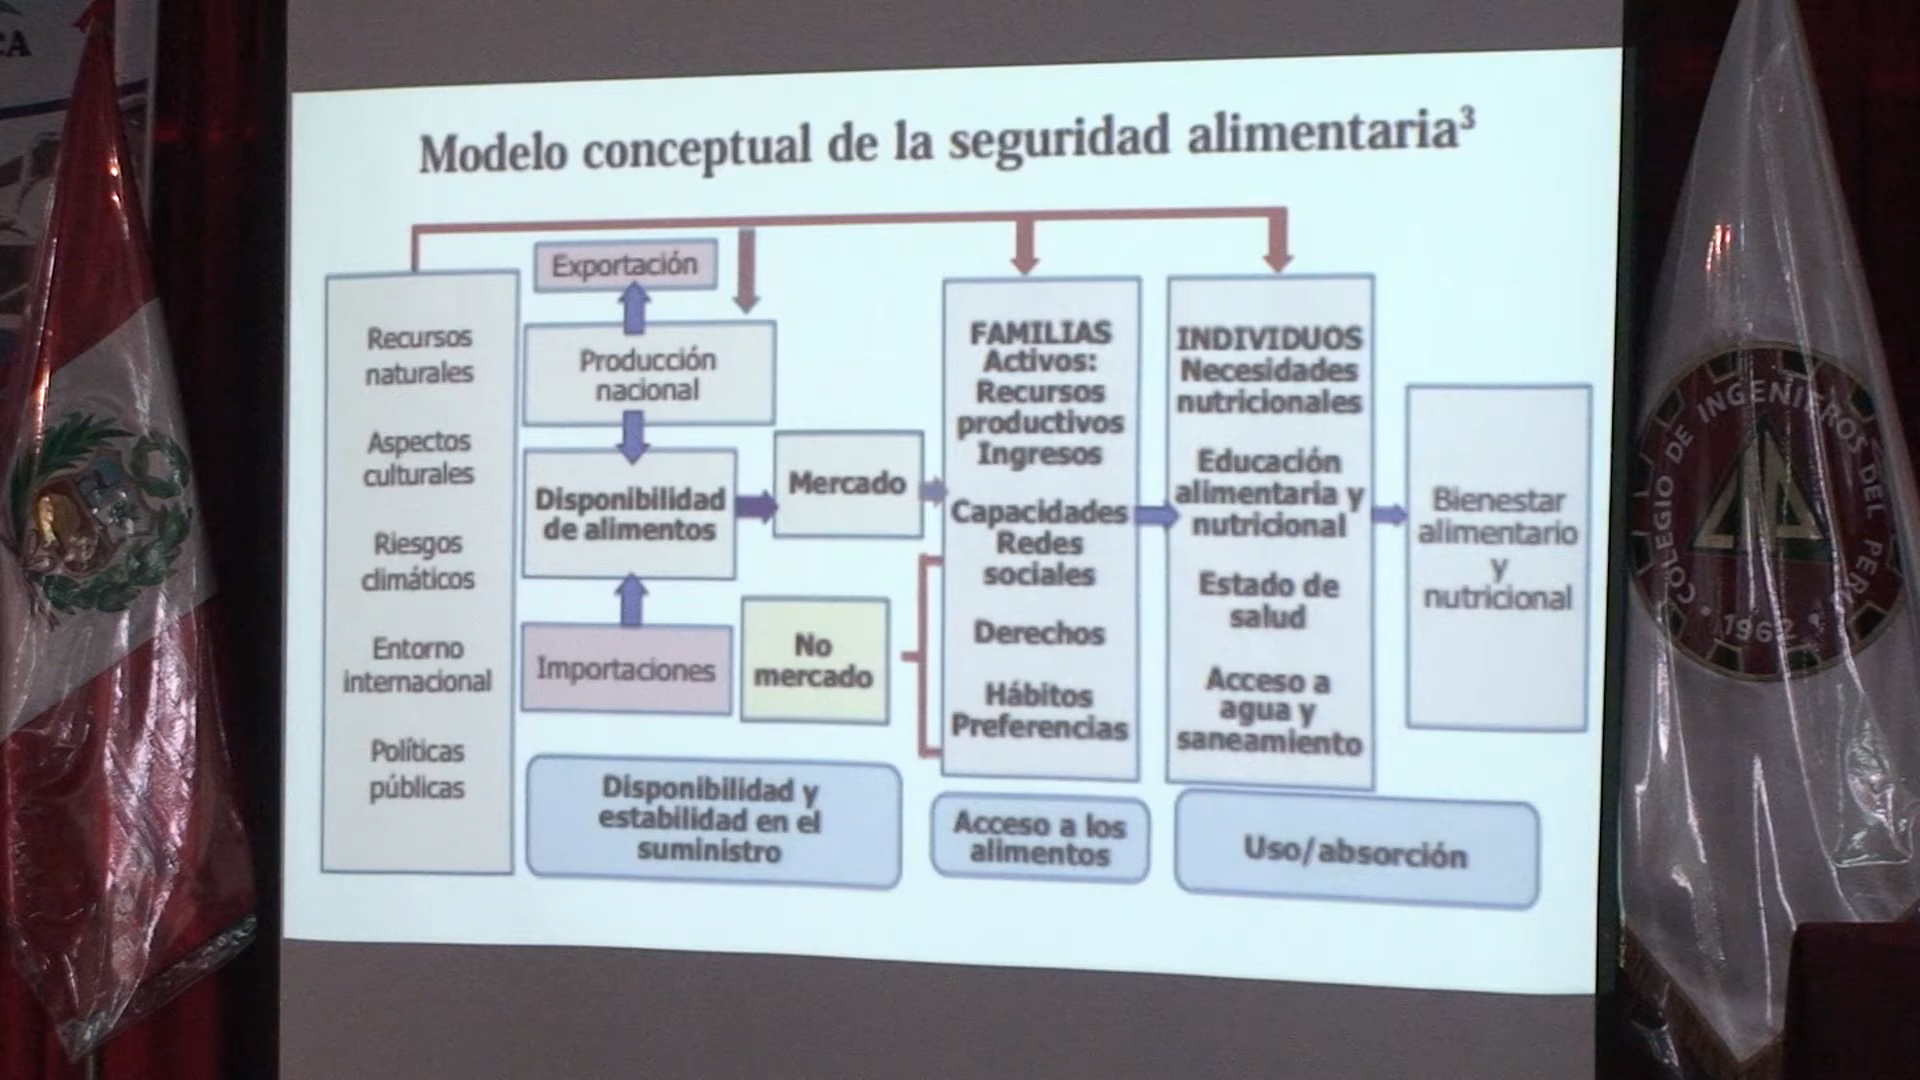 CA
Modelo conceptual de la seguridad alimentaria³
Recursos
naturales
Aspectos
culturales
Riesgos
climáticos
Entorno
internacional
Políticas
públicas
Exportación
Producción
nacional
Disponibilidad
de alimentos
Importaciones
Mercado
No
mercado
FAMILIAS
Activos:
Recursos
productivos
Ingresos
Capacidades
Redes
sociales
Derechos
Hábitos
Preferencias
INDIVIDUOS
Necesidades
nutricionales
Educación
alimentaria y
nutricional
Estado de
salud
Acceso a
agua y
saneamiento
Bienestar
alimentario
y
nutricional
Disponibilidad y
estabilidad en el
suministro
Acceso a los
alimentos
Uso/absorción
COLEGIO DE INGENIEROS DEL PERÚ
1962